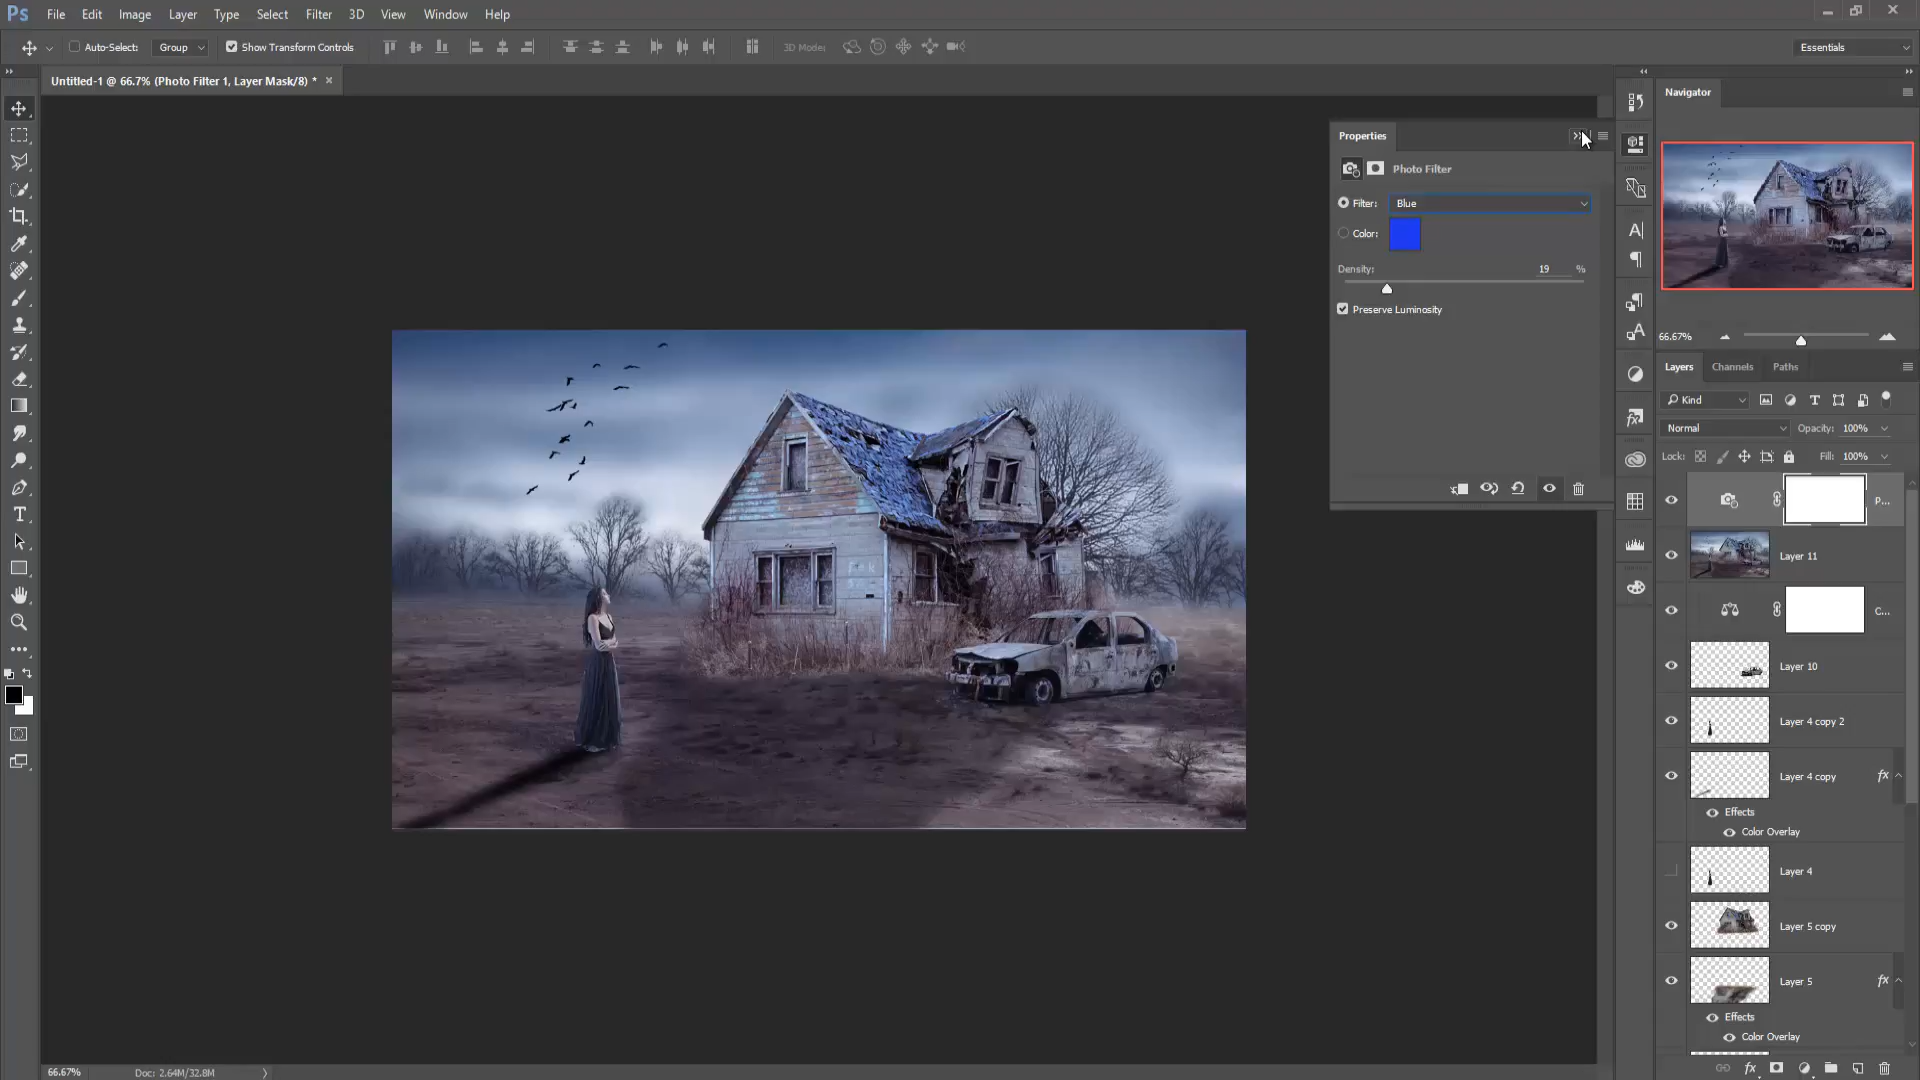 Ps File Edit Image Layer Type Select Filter 3D View Window Help
Auto-Select: Group Show Transform Controls 3D Mode: Essentials
Untitled-1 @ 66.7% (Photo Filter 1, Layer Mask/8) * ×
Navigator
Properties
Photo Filter
Filter: Blue
Color:
Density: 19 %
Preserve Luminosity
66.67%
Layers Channels Paths
Kind
Normal Opacity: 100%
Lock: Fill: 100%
P...
Layer 11
C...
Layer 10
Layer 4 copy 2
Layer 4 copy fx
Effects
Color Overlay
Layer 4
Layer 5 copy
Layer 5 fx
Effects
Color Overlay
66.67% Doc: 2.64M/32.8M